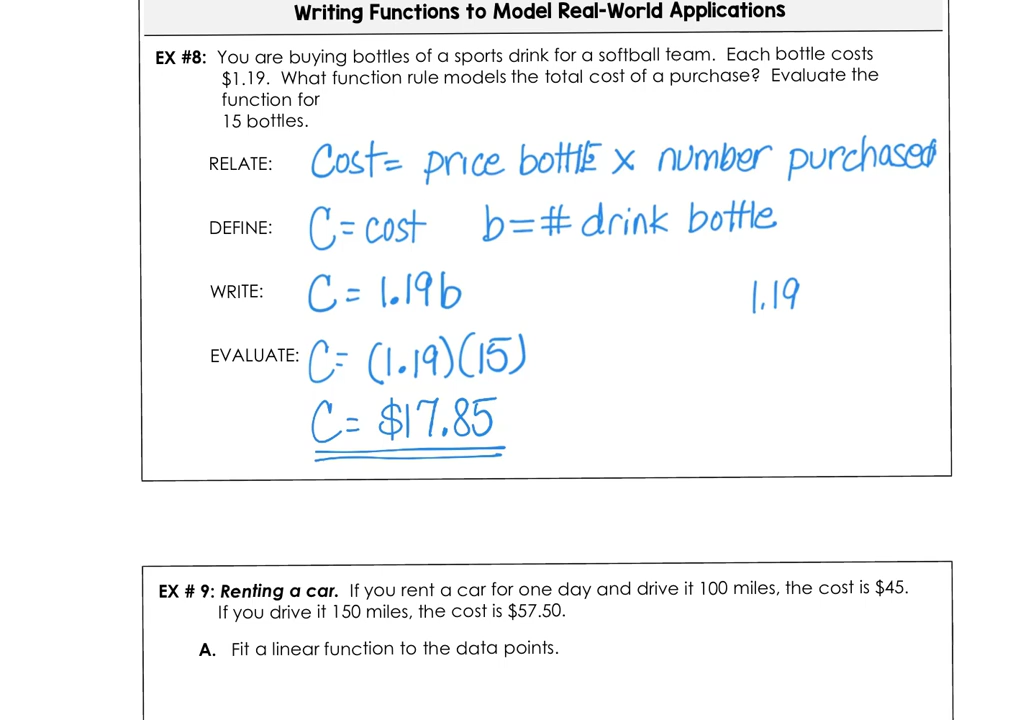 Writing Functions to Model Real-World Applications
EX #8: You are buying bottles of a sports drink for a softball team. Each bottle costs
$1.19. What function rule models the total cost of a purchase? Evaluate the
function for
15 bottles.
RELATE: Cost = price bottle x number purchased
DEFINE: C = cost b = # drink bottle
WRITE: C = 1.19b 1.19
EVALUATE: C = (1.19)(15)
C = $17.85
EX # 9: Renting a car. If you rent a car for one day and drive it 100 miles, the cost is $45.
If you drive it 150 miles, the cost is $57.50.
A. Fit a linear function to the data points.